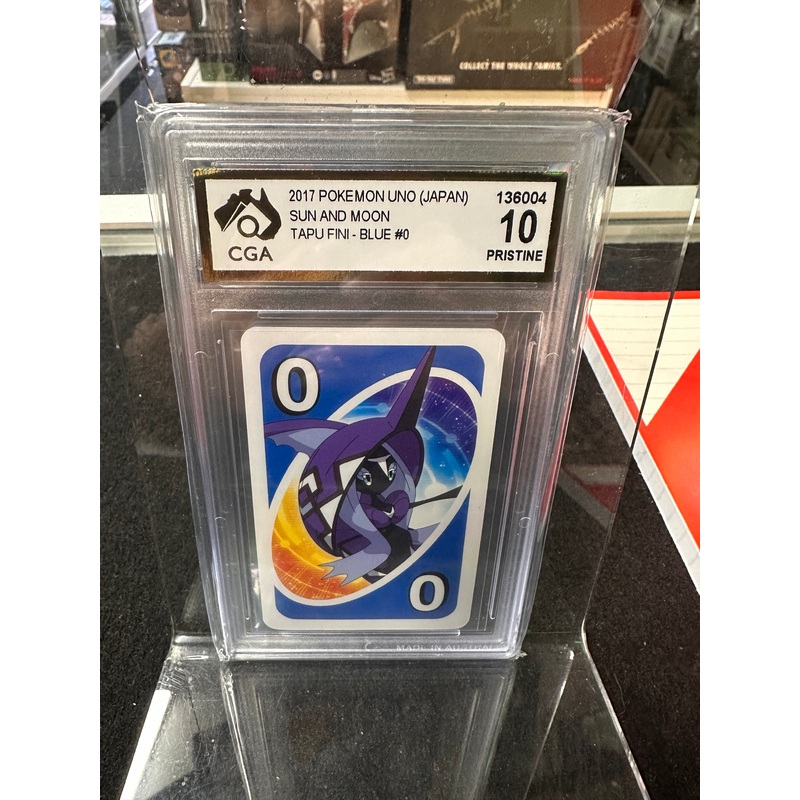 COLLECT THE WHOLE FAMILY.
2017 POKEMON UNO (JAPAN)
SUN AND MOON
TAPU FINI - BLUE #0
CGA
136004
10
PRISTINE
0
0